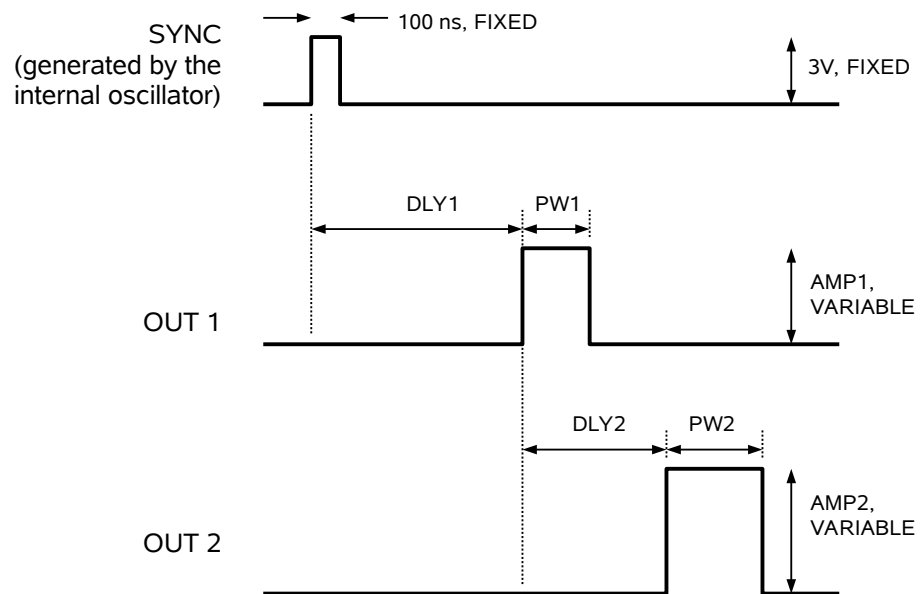 100 ns, FIXED
SYNC
(generated by the
internal oscillator)
3V, FIXED
DLY1
PW1
AMP1,
VARIABLE
OUT 1
DLY2
PW2
AMP2,
VARIABLE
OUT 2